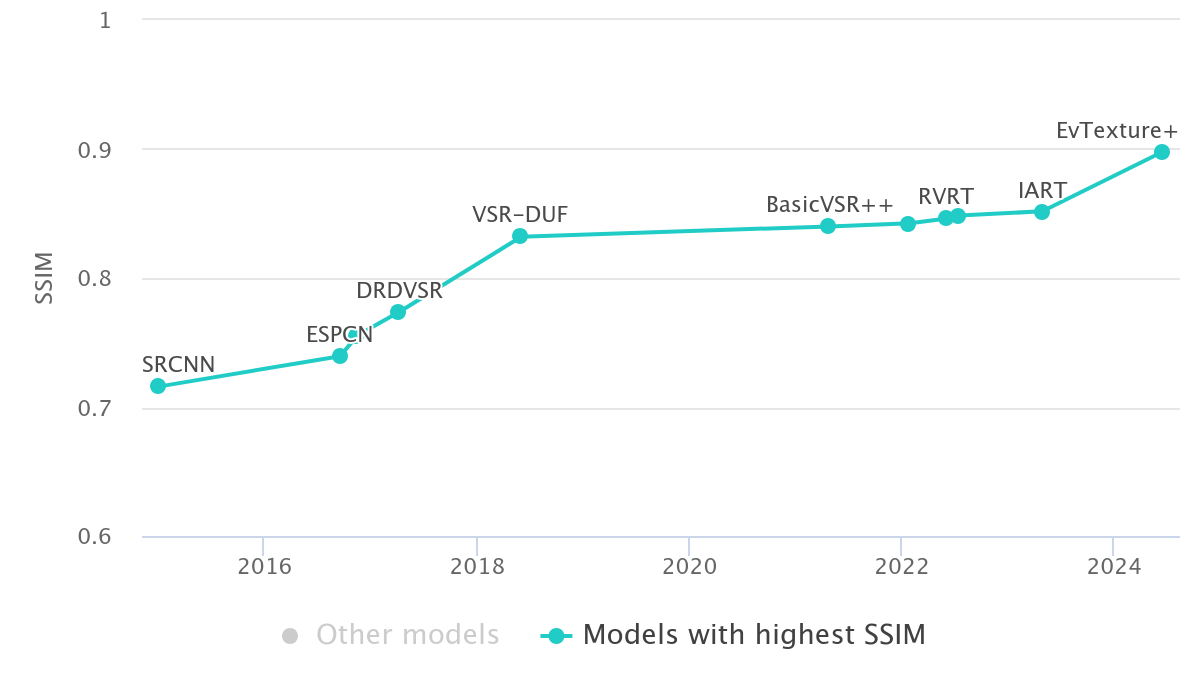 1
0.9
0.8
0.7
0.6
SSIM
EvTexture+
BasicVSR++
RVRT
IART
VSR-DUF
DRDVSR
ESPCN
SRCNN
2016
2018
2020
2022
2024
Other models
Models with highest SSIM